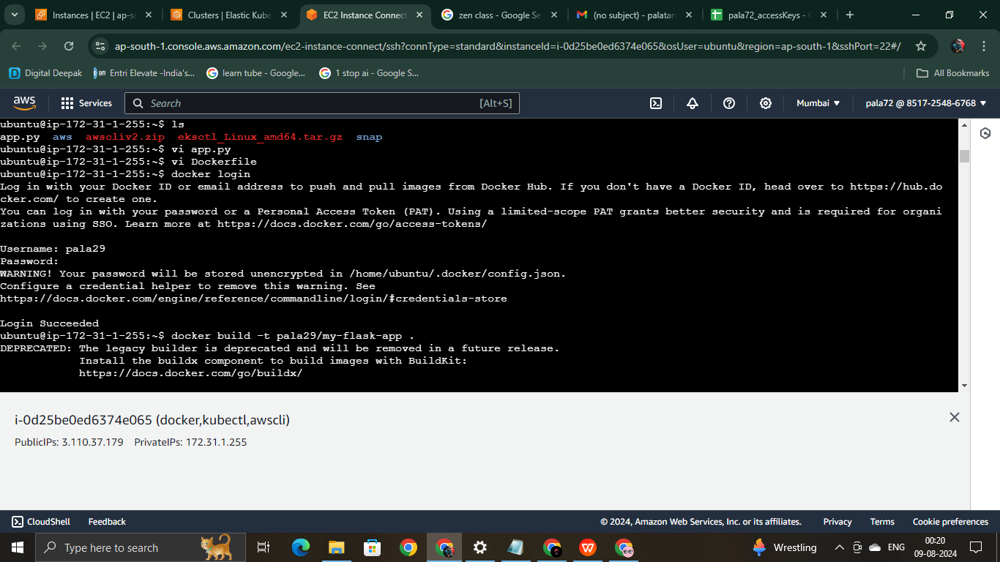 Instances | EC2 | ap-s
Clusters | Elastic Kube
EC2 Instance Connect
zen class - Google Se
(no subject) - palataru
pala72_accessKeys -
ap-south-1.console.aws.amazon.com/ec2-instance-connect/ssh?connType=standard&instanceId=i-0d25be0ed6374e065&osUser=ubuntu&region=ap-south-1&sshPort=22#/
Digital Deepak
Entri Elevate -India's...
learn tube - Google...
1 stop ai - Google S...
All Bookmarks
aws
Services
Search
[Alt+S]
Mumbai
pala72 @ 8517-2548-6768
ubuntu@ip-172-31-1-255:~$ ls
app.py aws awscliv2.zip eksctl_Linux_amd64.tar.gz snap
ubuntu@ip-172-31-1-255:~$ vi app.py
ubuntu@ip-172-31-1-255:~$ vi Dockerfile
ubuntu@ip-172-31-1-255:~$ docker login
Log in with your Docker ID or email address to push and pull images from Docker Hub. If you don't have a Docker ID, head over to https://hub.do
cker.com/ to create one.
You can log in with your password or a Personal Access Token (PAT). Using a limited-scope PAT grants better security and is required for organi
zations using SSO. Learn more at https://docs.docker.com/go/access-tokens/
Username: pala29
Password:
WARNING! Your password will be stored unencrypted in /home/ubuntu/.docker/config.json.
Configure a credential helper to remove this warning. See
https://docs.docker.com/engine/reference/commandline/login/#credentials-store
Login Succeeded
ubuntu@ip-172-31-1-255:~$ docker build -t pala29/my-flask-app .
DEPRECATED: The legacy builder is deprecated and will be removed in a future release.
Install the buildx component to build images with BuildKit:
https://docs.docker.com/go/buildx/
i-0d25be0ed6374e065 (docker,kubectl,awscli)
PublicIPs: 3.110.37.179 PrivateIPs: 172.31.1.255
CloudShell
Feedback
© 2024, Amazon Web Services, Inc. or its affiliates.
Privacy
Terms
Cookie preferences
Type here to search
Wrestling
ENG
00:20
09-08-2024